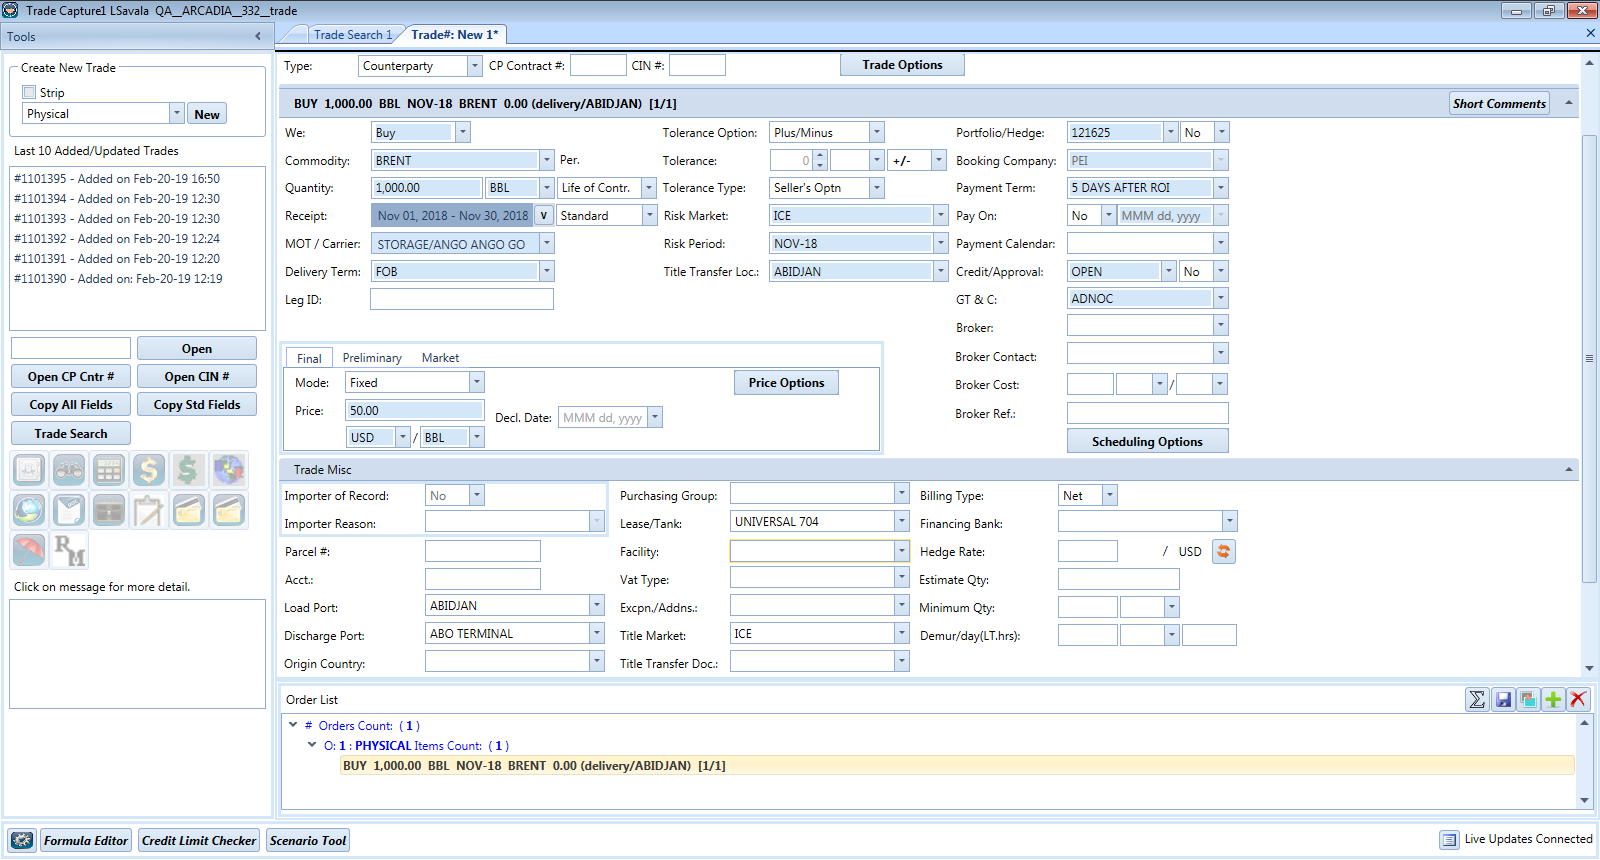 Trade Capture1 LSavala  QA__ARCADIA__332__trade
Tools
Trade Search 1
Trade#: New 1*
Create New Trade
Strip
Physical
New
Last 10 Added/Updated Trades
#1101395 - Added on Feb-20-19 16:50
#1101394 - Added on Feb-20-19 12:30
#1101393 - Added on Feb-20-19 12:30
#1101392 - Added on Feb-20-19 12:24
#1101391 - Added on Feb-20-19 12:20
#1101390 - Added on: Feb-20-19 12:19
Open
Open CP Cntr #
Open CIN #
Copy All Fields
Copy Std Fields
Trade Search
RM
Click on message for more detail.
Type: Counterparty CP Contract #: CIN #: Trade Options
BUY  1,000.00  BBL  NOV-18  BRENT  0.00 (delivery/ABIDJAN)  [1/1] Short Comments
We: Buy Tolerance Option: Plus/Minus Portfolio/Hedge: 121625 No
Commodity: BRENT Per. Tolerance: 0 +/- Booking Company: PEI
Quantity: 1,000.00 BBL Life of Contr. Tolerance Type: Seller's Optn Payment Term: 5 DAYS AFTER ROI
Receipt: Nov 01, 2018 - Nov 30, 2018 v Standard Risk Market: ICE Pay On: No MMM dd, yyyy
MOT / Carrier: STORAGE/ANGO ANGO GO Risk Period: NOV-18 Payment Calendar:
Delivery Term: FOB Title Transfer Loc.: ABIDJAN Credit/Approval: OPEN No
Leg ID: GT & C: ADNOC
Broker:
Broker Contact:
Broker Cost: /
Broker Ref.:
Scheduling Options
Final Preliminary Market
Mode: Fixed Price Options
Price: 50.00 Decl. Date: MMM dd, yyyy
USD / BBL
Trade Misc
Importer of Record: No Purchasing Group: Billing Type: Net
Importer Reason: Lease/Tank: UNIVERSAL 704 Financing Bank:
Parcel #: Facility: Hedge Rate: / USD
Acct.: Vat Type: Estimate Qty:
Load Port: ABIDJAN Excpn./Addns.: Minimum Qty:
Discharge Port: ABO TERMINAL Title Market: ICE Demur/day(LT.hrs):
Origin Country: Title Transfer Doc.:
Order List
# Orders Count:  ( 1 )
O: 1 : PHYSICAL Items Count:  ( 1 )
BUY  1,000.00  BBL  NOV-18  BRENT  0.00 (delivery/ABIDJAN)  [1/1]
Formula Editor Credit Limit Checker Scenario Tool Live Updates Connected